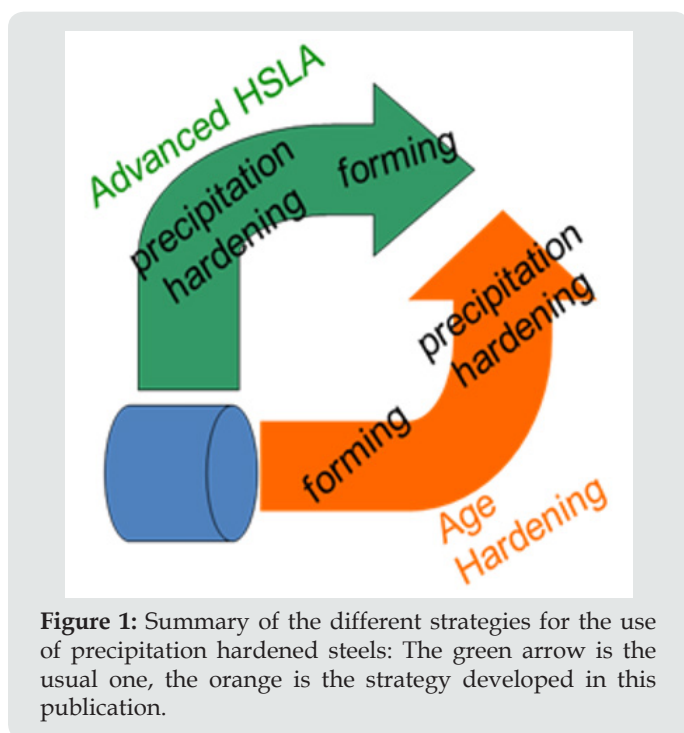 Advanced HSLA
precipitation
hardening
forming
precipitation
hardening
forming
Age
Hardening
Figure 1: Summary of the different strategies for the use
of precipitation hardened steels: The green arrow is the
usual one, the orange is the strategy developed in this
publication.